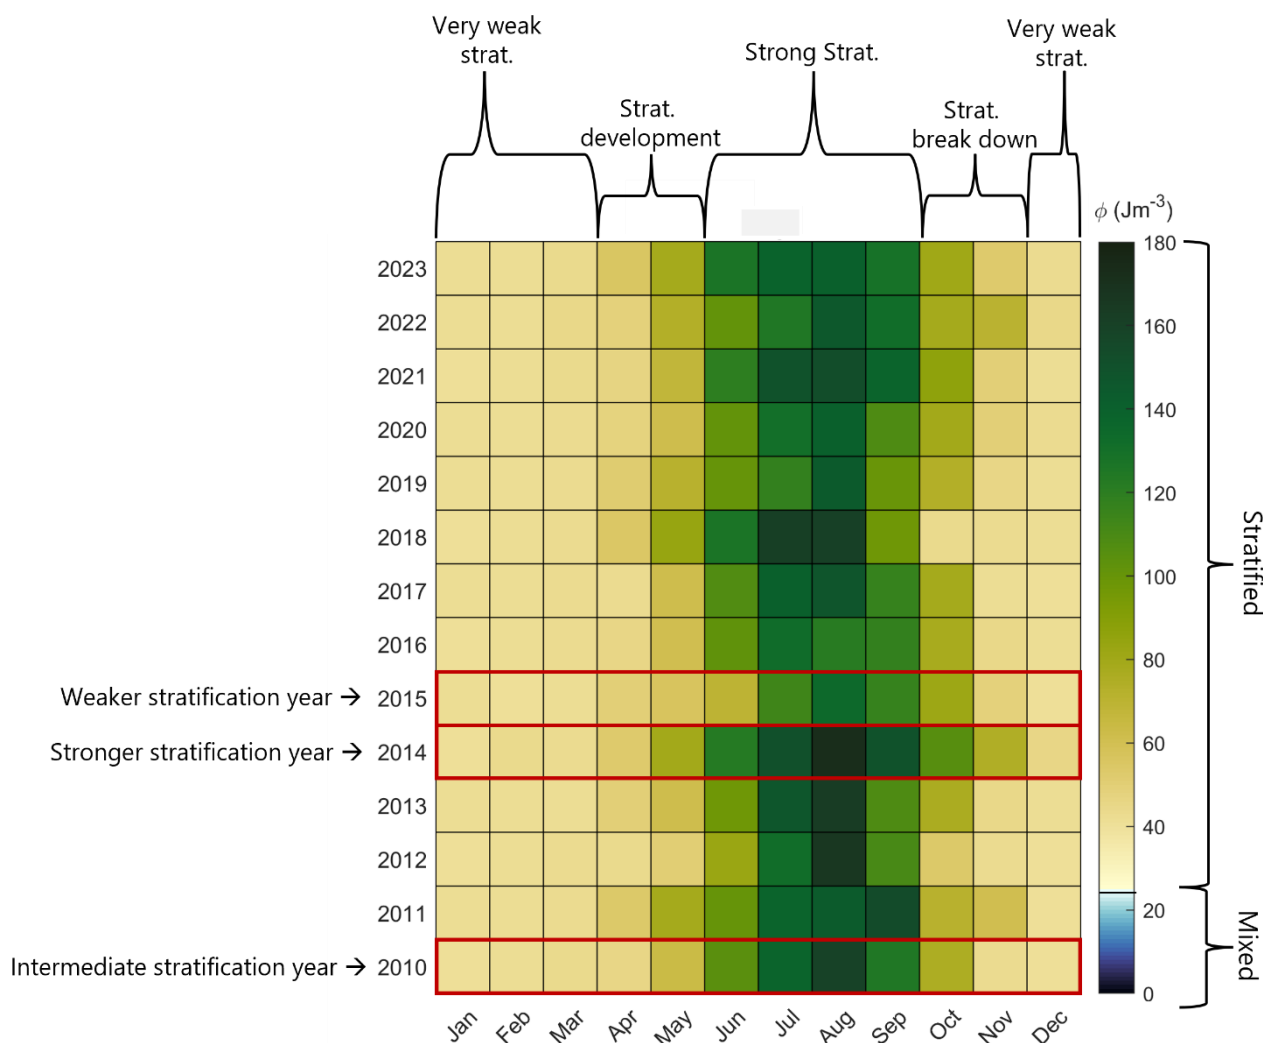 Very weak
strat.
Strat.
development
Strong Strat.
Strat.
break down
Very weak
strat.
ϕ (Jm⁻³)
2023
2022
2021
2020
2019
2018
2017
2016
Weaker stratification year → 2015
Stronger stratification year → 2014
2013
2012
2011
Intermediate stratification year → 2010
Jan Feb Mar Apr May Jun Jul Aug Sep Oct Nov Dec
180
160
140
120
100
80
60
40
20
0
Stratified
Mixed